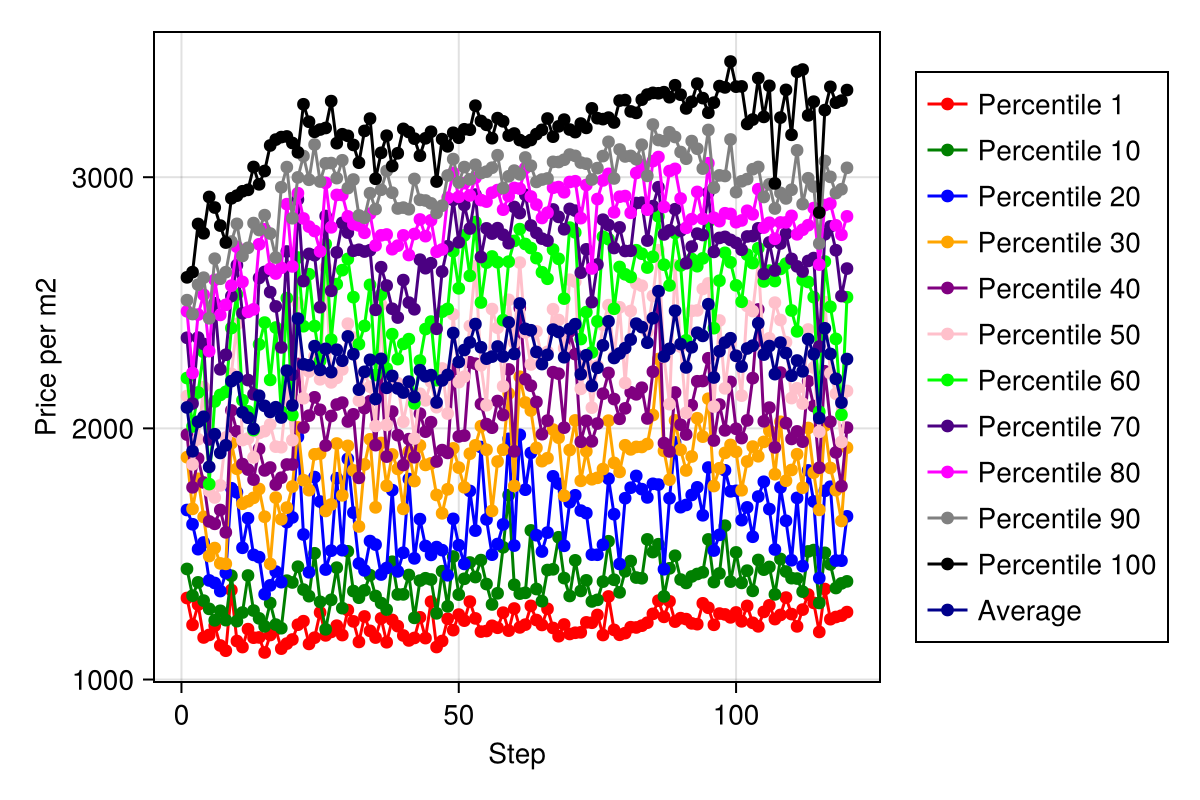 3000
2000
1000
0
50
100
Price per m2
Step
Percentile 1
Percentile 10
Percentile 20
Percentile 30
Percentile 40
Percentile 50
Percentile 60
Percentile 70
Percentile 80
Percentile 90
Percentile 100
Average